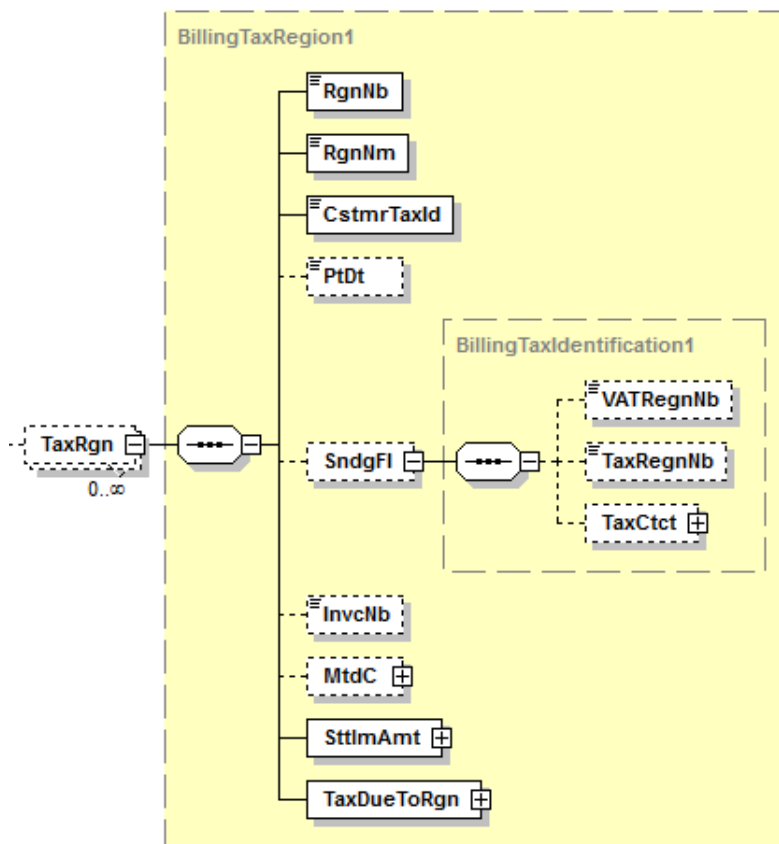 BillingTaxRegion1
RgnNb
RgnNm
CstmrTaxId
PtDt
BillingTaxIdentification1
VATRegnNb
TaxRgn
SndgFI
TaxRegnNb
0..∞
TaxCtct
InvcNb
MtdC
SttlmAmt
TaxDueToRgn